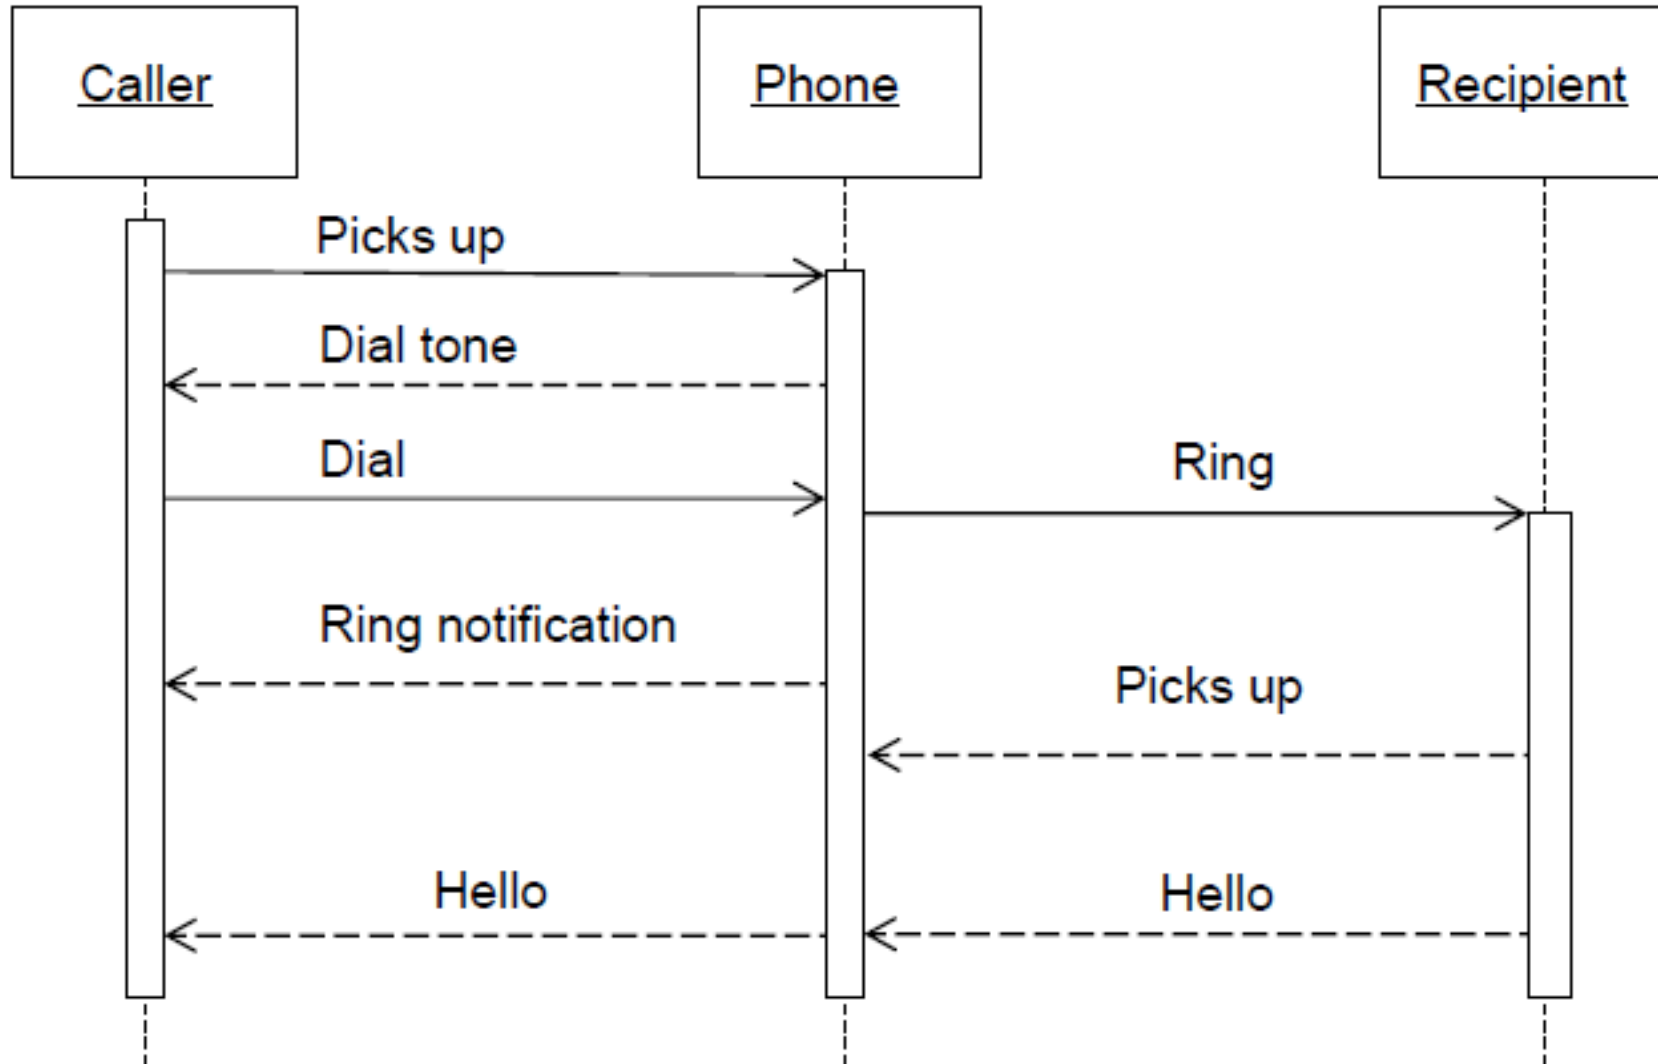 Caller
Phone
Recipient
Picks up
Dial tone
Dial
Ring
Ring notification
Picks up
Hello
Hello